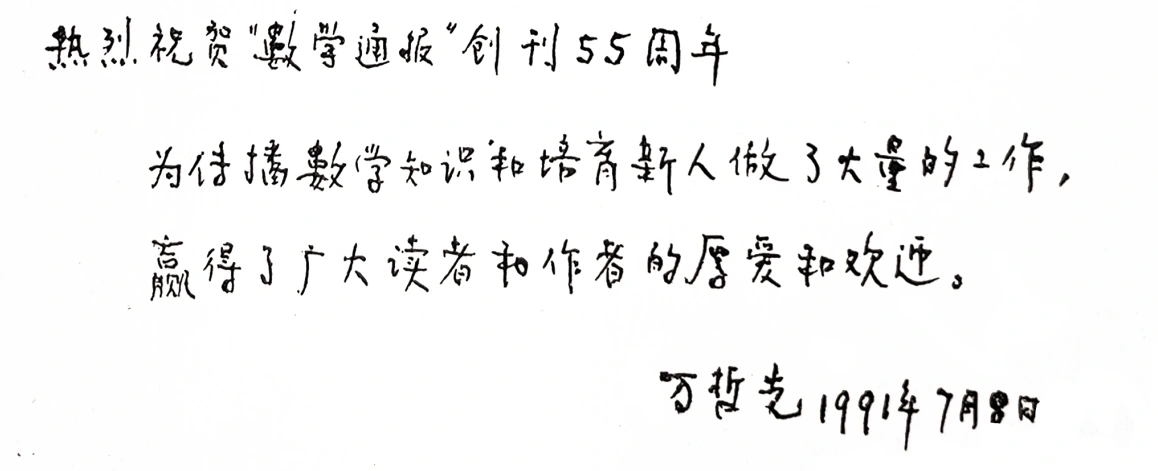 热烈祝贺"數学通报"创刊55周年
为传播數学知识和培育新人做了大量的工作,
赢得了广大读者和作者的厚爱和欢迎。
万哲先 1991年7月8日